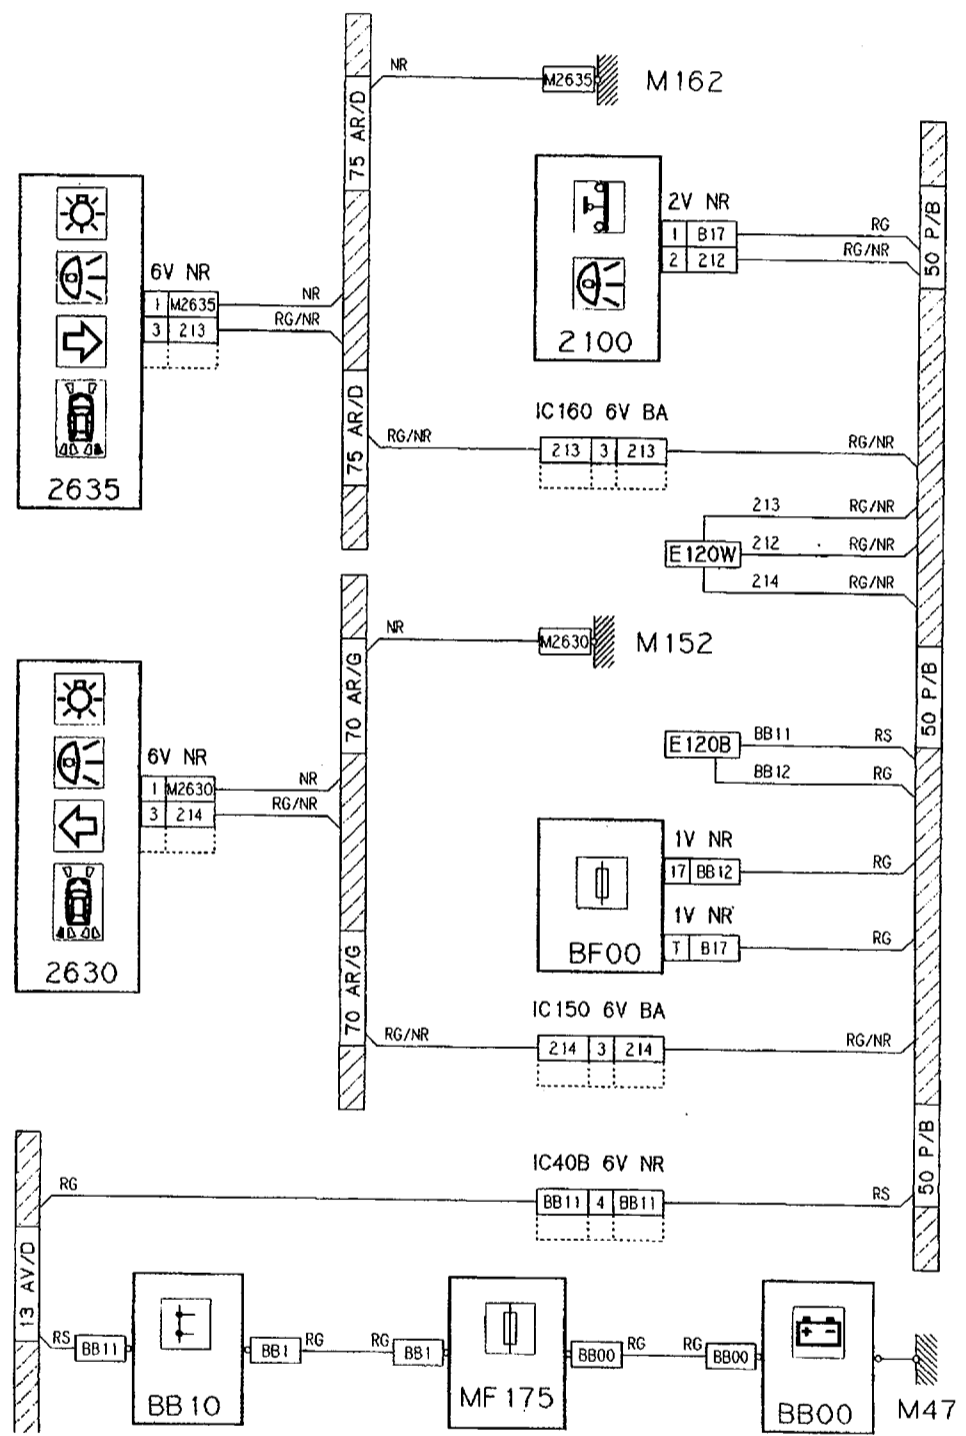 NR
M2635
M162
75 AR/D
2V NR
1 B17
RG
2 212
RG/NR
50 P/B
2100
6V NR
1 M2635
NR
3 213
RG/NR
2635
75 AR/D
IC160 6V BA
RG/NR
213 3 213
RG/NR
213
RG/NR
E120W
212
RG/NR
214
RG/NR
NR
M2630
M152
70 AR/G
50 P/B
E120B
BB11
RS
BB12
RG
6V NR
1 M2630
NR
3 214
RG/NR
2630
1V NR
17 BB12
RG
1V NR
T B17
RG
BF00
70 AR/G
IC150 6V BA
RG/NR
214 3 214
RG/NR
50 P/B
IC40B 6V NR
RG
BB11 4 BB11
RS
13 AV/D
RS
BB11
BB10
BB1
RG
RG
BB1
MF175
BB00
RG
RG
BB00
BB00
M47